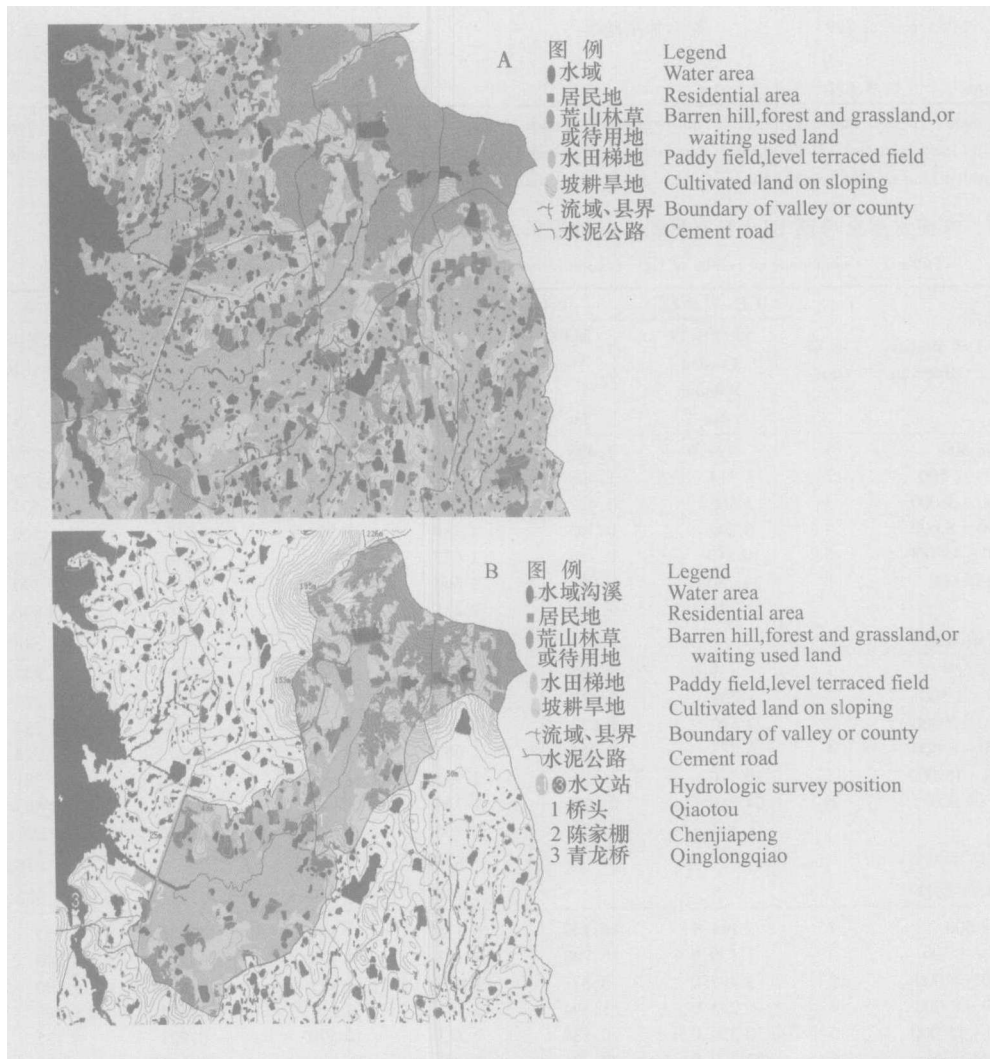 A
图 例 Legend
水域 Water area
居民地 Residential area
荒山林草 Barren hill,forest and grassland,or
或待用地 waiting used land
水田梯地 Paddy field,level terraced field
坡耕旱地 Cultivated land on sloping
流域、县界 Boundary of valley or county
水泥公路 Cement road
B
图 例 Legend
水域沟溪 Water area
居民地 Residential area
荒山林草 Barren hill,forest and grassland,or
或待用地 waiting used land
水田梯地 Paddy field,level terraced field
坡耕旱地 Cultivated land on sloping
流域、县界 Boundary of valley or county
水泥公路 Cement road
水文站 Hydrologic survey position
1 桥头 Qiaotou
2 陈家棚 Chenjiapeng
3 青龙桥 Qinglongqiao
3